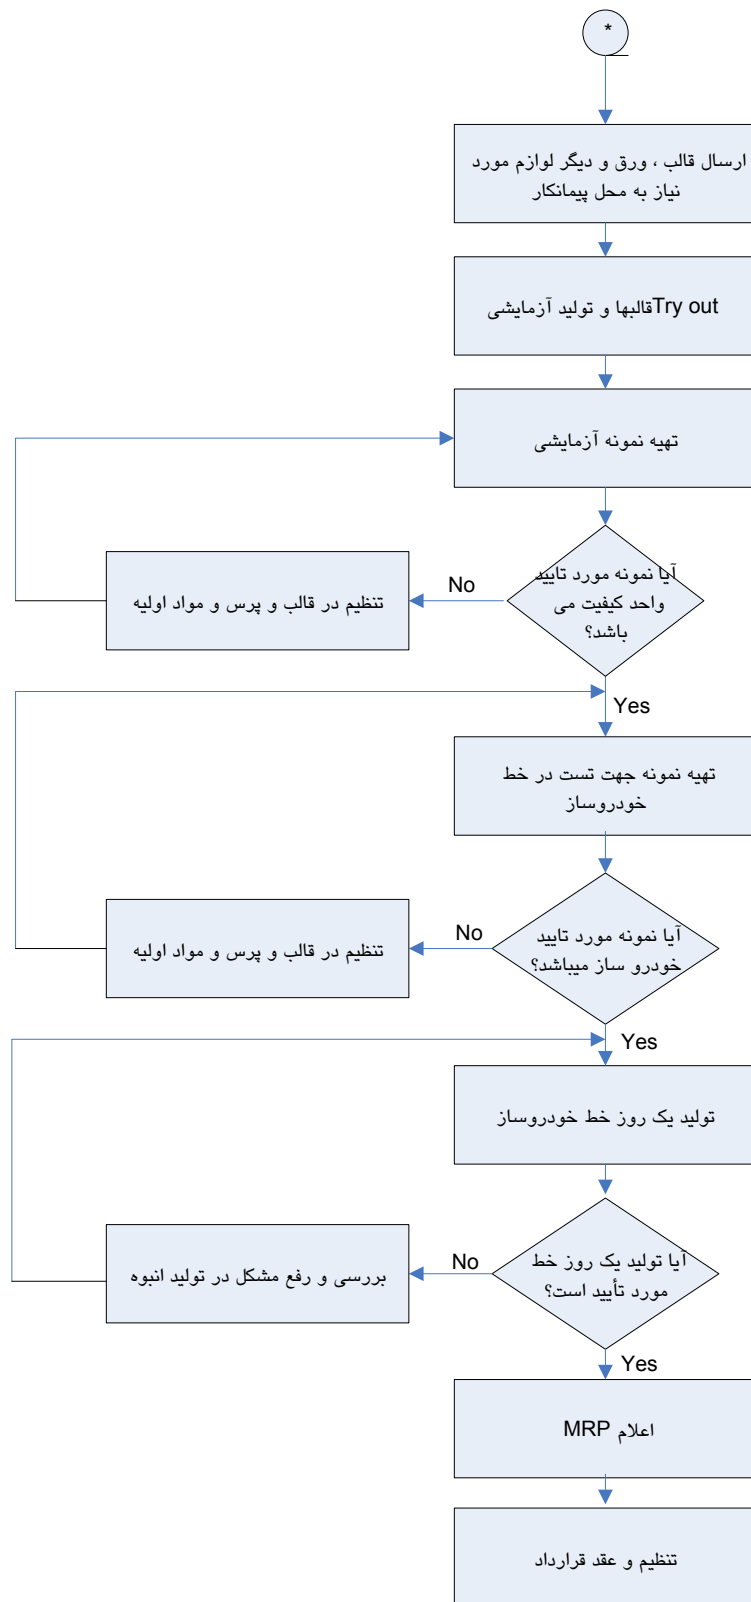 *
ارسال قالب ، ورق و دیگر لوازم مورد
نیاز به محل پیمانکار
Try outقالبها و تولید آزمایشی
تهیه نمونه آزمایشی
آیا نمونه مورد تایید
واحد کیفیت می
باشد؟
No
تنظیم در قالب و پرس و مواد اولیه
Yes
تهیه نمونه جهت تست در خط
خودروساز
آیا نمونه مورد تایید
خودرو ساز میباشد؟
No
تنظیم در قالب و پرس و مواد اولیه
Yes
تولید یک روز خط خودروساز
آیا تولید یک روز خط
مورد تأیید است؟
No
بررسی و رفع مشکل در تولید انبوه
Yes
اعلام MRP
تنظیم و عقد قرارداد